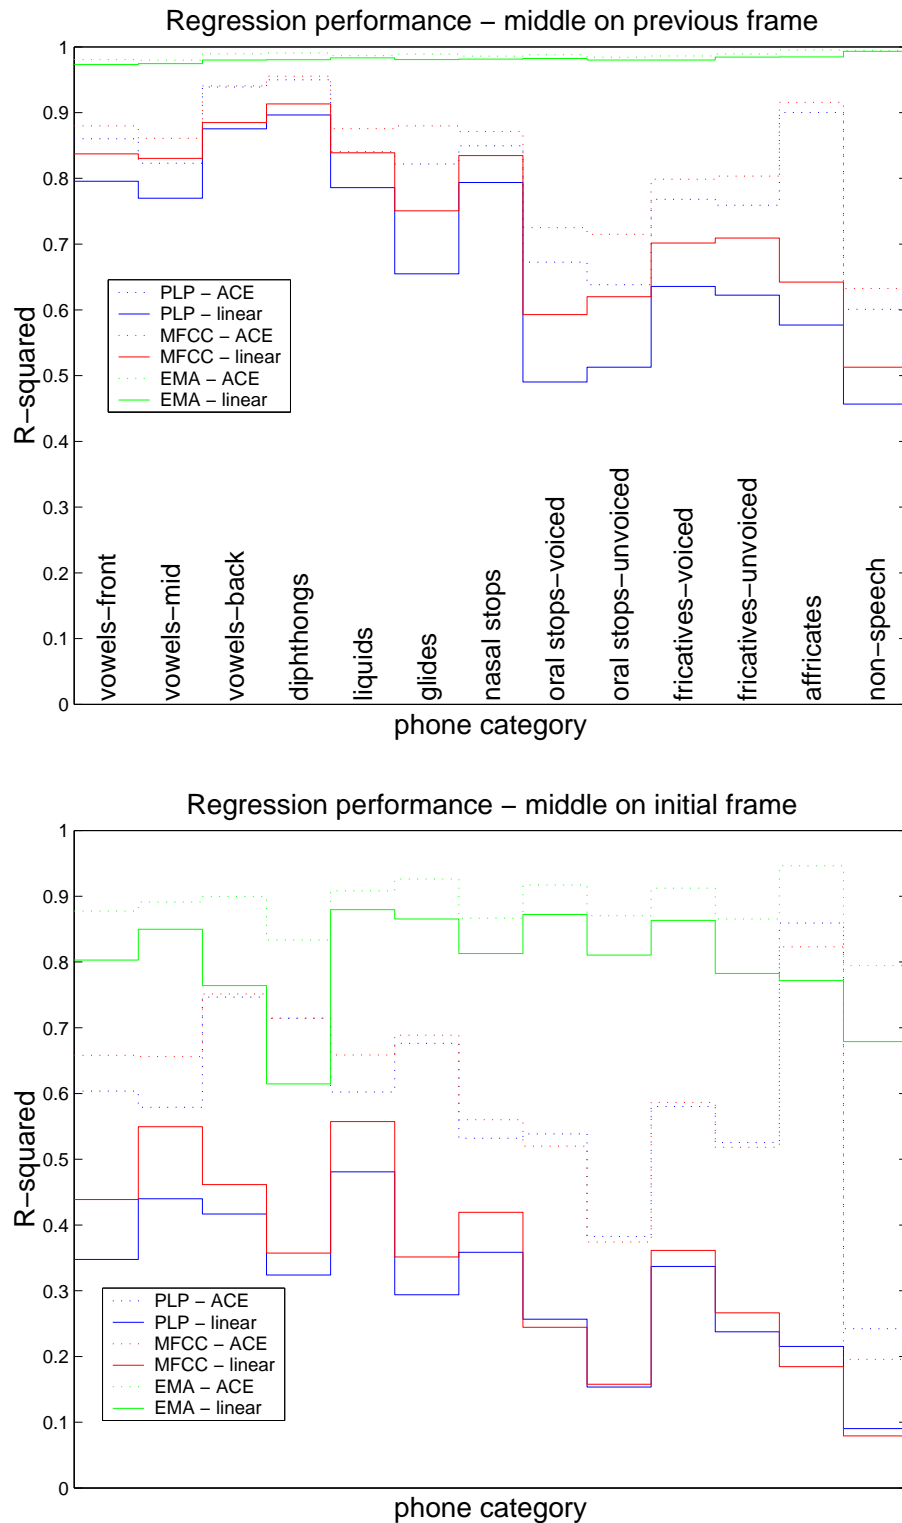 Regression performance − middle on previous frame
1
0.9
0.8
0.7
0.6
0.5
0.4
0.3
0.2
0.1
0
R−squared
PLP − ACE
PLP − linear
MFCC − ACE
MFCC − linear
EMA − ACE
EMA − linear
vowels−front
vowels−mid
vowels−back
diphthongs
liquids
glides
nasal stops
oral stops−voiced
oral stops−unvoiced
fricatives−voiced
fricatives−unvoiced
affricates
non−speech
phone category
Regression performance − middle on initial frame
1
0.9
0.8
0.7
0.6
0.5
0.4
0.3
0.2
0.1
0
R−squared
PLP − ACE
PLP − linear
MFCC − ACE
MFCC − linear
EMA − ACE
EMA − linear
phone category